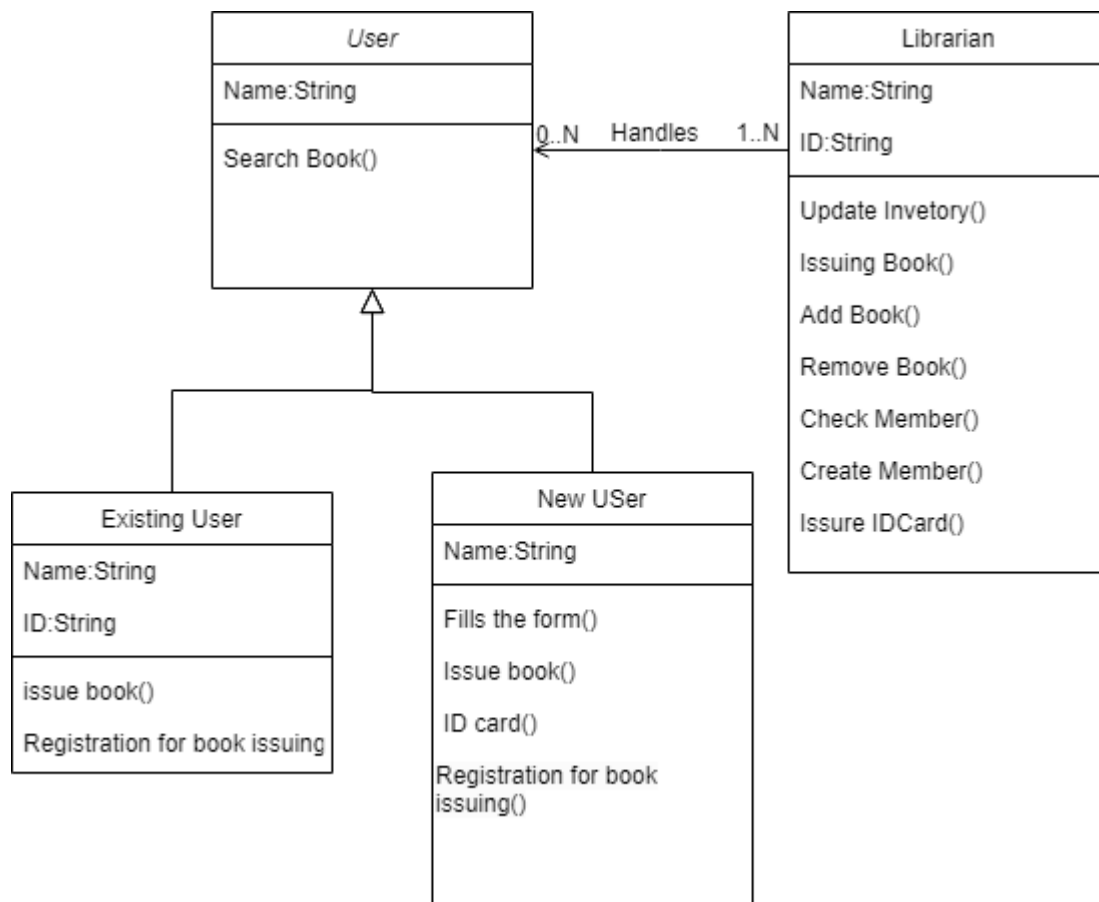 User
Name:String
Search Book()
0..N Handles 1..N
Librarian
Name:String
ID:String
Update Invetory()
Issuing Book()
Add Book()
Remove Book()
Check Member()
Create Member()
Issure IDCard()
Existing User
Name:String
ID:String
issue book()
Registration for book issuing
New USer
Name:String
Fills the form()
Issue book()
ID card()
Registration for book
issuing()